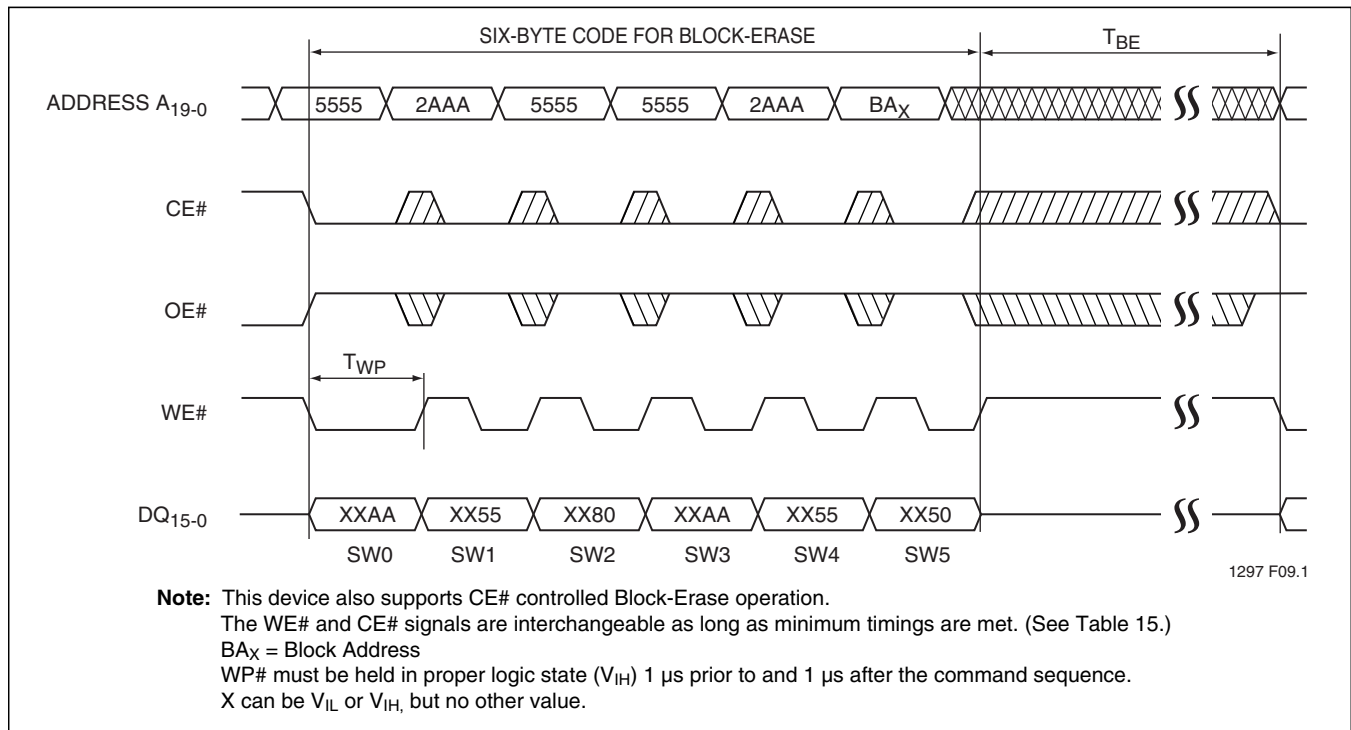 SIX-BYTE CODE FOR BLOCK-ERASE TBE
ADDRESS A19-0 5555 2AAA 5555 5555 2AAA BAX
CE#
OE#
TWP
WE#
DQ15-0 XXAA XX55 XX80 XXAA XX55 XX50
SW0 SW1 SW2 SW3 SW4 SW5
1297 F09.1
Note: This device also supports CE# controlled Block-Erase operation.
The WE# and CE# signals are interchangeable as long as minimum timings are met. (See Table 15.)
BAX = Block Address
WP# must be held in proper logic state (VIH) 1 µs prior to and 1 µs after the command sequence.
X can be VIL or VIH, but no other value.